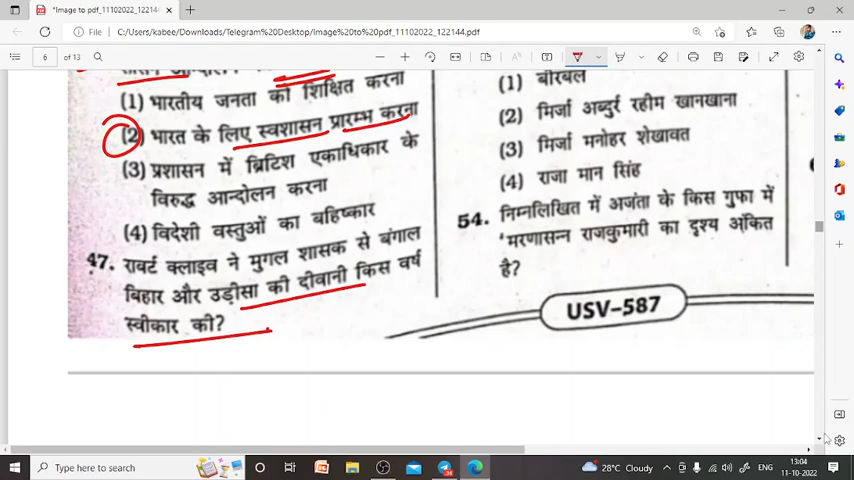 *Image to pdf_11102022_122144
File
C:/Users/kabee/Downloads/Telegram%20Desktop/Image%20to%20pdf_11102022_122144.pdf
6 of 13
(1) भारतीय जनता को शिक्षित करना
(2) भारत के लिए स्वशासन प्रारम्भ करना
(3) प्रशासन में ब्रिटिश एकाधिकार के
विरुद्ध आन्दोलन करना
(4) विदेशी वस्तुओं का बहिष्कार
47. राबर्ट क्लाइव ने मुगल शासक से बंगाल
बिहार और उड़ीसा की दीवानी किस वर्ष
स्वीकार की?
(1) बीरबल
(2) मिर्जा अब्दुर्र रहीम खानखाना
(3) मिर्जा मनोहर शेखावत
(4) राजा मान सिंह
54. निम्नलिखित में अजंता के किस गुफा में
'मरणासन्न राजकुमारी का दृश्य अंकित
है?
USV–587
Type here to search
28°C Cloudy
ENG
13:04
11-10-2022